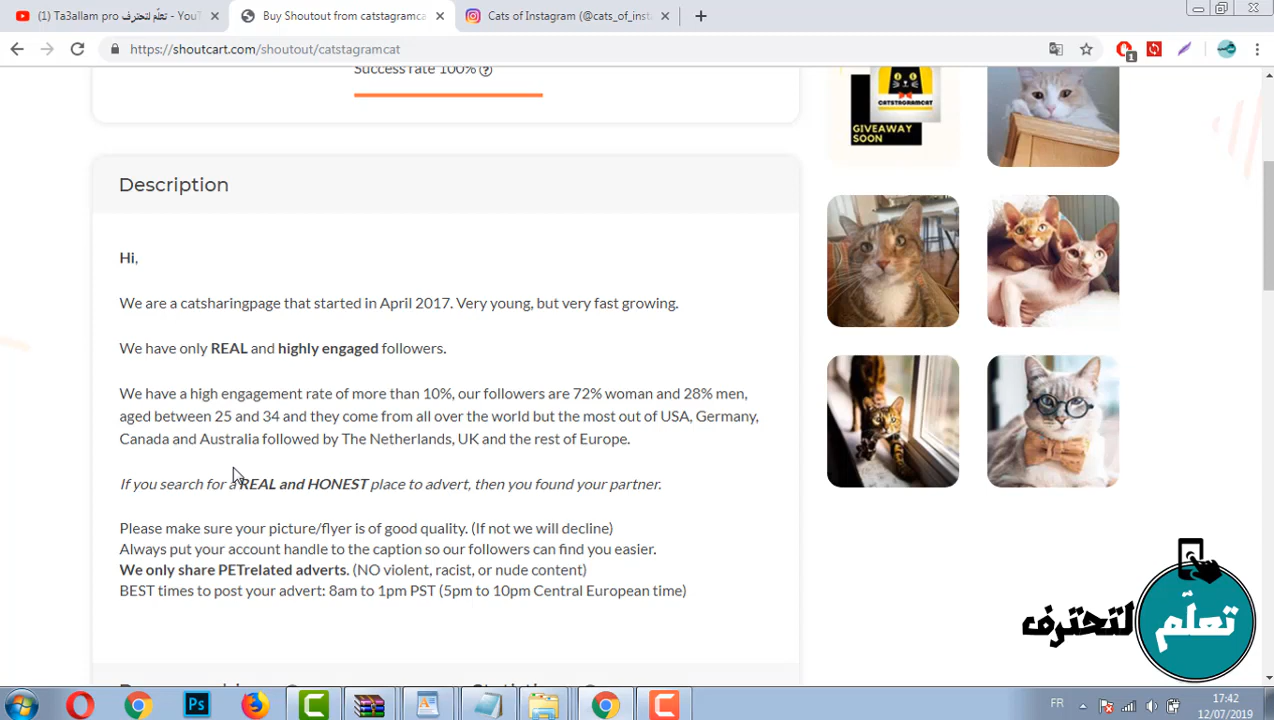 (1) Ta3allam pro تعلّم لتحترف - YouT
Buy Shoutout from catstagramca
Cats of Instagram (@cats_of_inst
https://shoutcart.com/shoutout/catstagramcat
1
Success rate 100%
CATSTAGRAMCAT
GIVEAWAY
SOON
Description
Hi,
We are a catsharingpage that started in April 2017. Very young, but very fast growing.
We have only REAL and highly engaged followers.
We have a high engagement rate of more than 10%, our followers are 72% woman and 28% men,
aged between 25 and 34 and they come from all over the world but the most out of USA, Germany,
Canada and Australia followed by The Netherlands, UK and the rest of Europe.
If you search for a REAL and HONEST place to advert, then you found your partner.
Please make sure your picture/flyer is of good quality. (If not we will decline)
Always put your account handle to the caption so our followers can find you easier.
We only share PETrelated adverts. (NO violent, racist, or nude content)
BEST times to post your advert: 8am to 1pm PST (5pm to 10pm Central European time)
تعلّم لتحترف
Ps
FR
17:42
12/07/2019